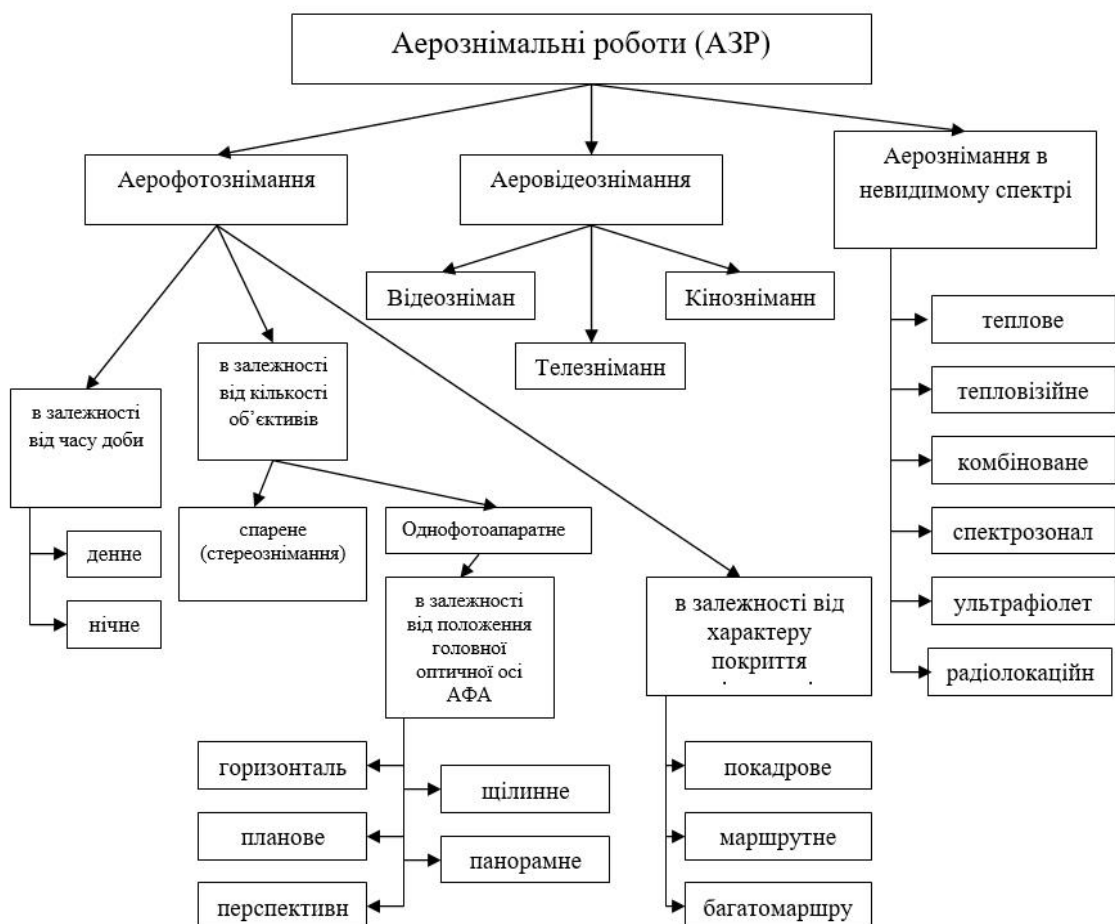 Аерознімальні роботи (АЗР)
Аерофотознімання
Аеровідеознімання
Аерознімання в
невидимому спектрі
Відеозніман
Кінозніманн
Телезніманн
теплове
тепловізійне
комбіноване
спектрозонал
ультрафіолет
радіолокаційн
в залежності
від часу доби
денне
нічне
в залежності
від кількості
об’єктивів
спарене
(стереознімання)
Однофотоапаратне
в залежності
від положення
головної
оптичної осі
АФА
горизонталь
планове
перспективн
щілинне
панорамне
в залежності від
характеру
покриття
покадрове
маршрутне
багатомаршру